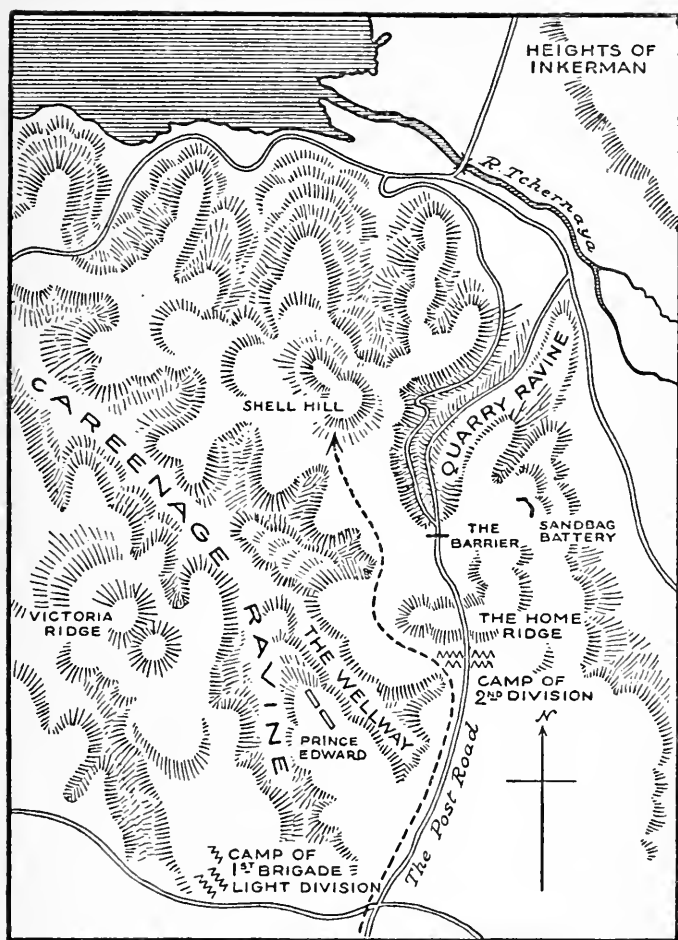 HEIGHTS OF
INKERMAN
R. Tchernaya
CAREENAGE
RAVINE
SHELL HILL
QUARRY RAVINE
THE
BARRIER
SANDBAG
BATTERY
VICTORIA
RIDGE
THE WELLWAY
THE HOME
RIDGE
CAMP OF
2ND DIVISION
PRINCE
EDWARD
N
The Post Road
CAMP OF
1ST BRIGADE
LIGHT DIVISION